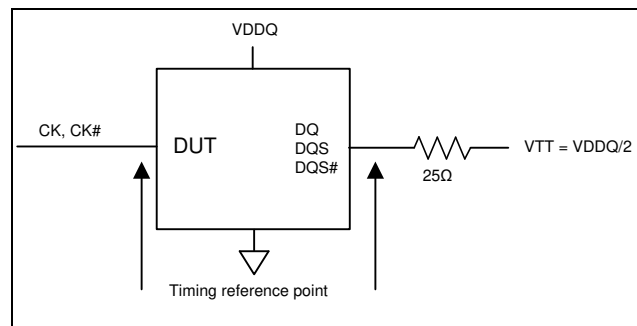 VDDQ
CK, CK#
DUT
DQ
DQS
DQS#
25Ω
VTT = VDDQ/2
Timing reference point